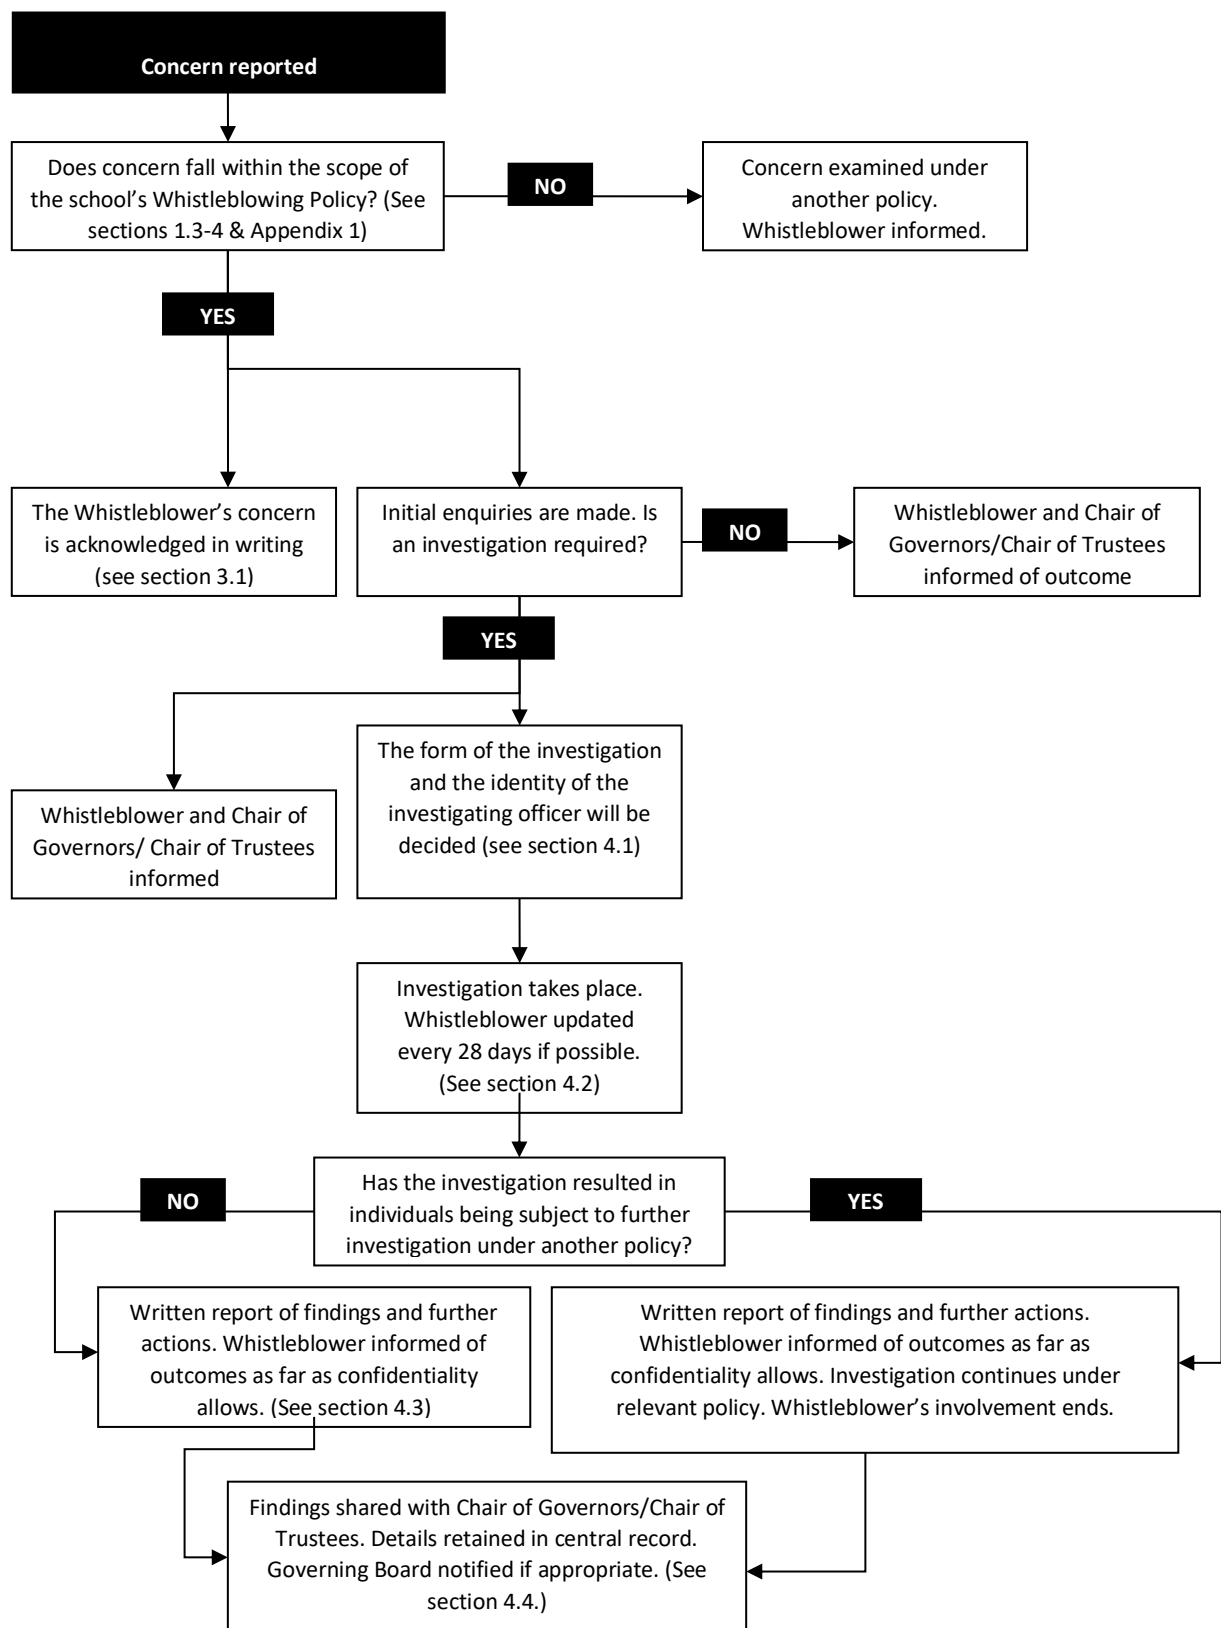 Concern reported
Does concern fall within the scope of
the school’s Whistleblowing Policy? (See
sections 1.3-4 & Appendix 1)
NO
Concern examined under
another policy.
Whistleblower informed.
YES
The Whistleblower’s concern
is acknowledged in writing
(see section 3.1)
Initial enquiries are made. Is
an investigation required?
NO
Whistleblower and Chair of
Governors/Chair of Trustees
informed of outcome
YES
The form of the investigation
and the identity of the
investigating officer will be
decided (see section 4.1)
Whistleblower and Chair of
Governors/ Chair of Trustees
informed
Investigation takes place.
Whistleblower updated
every 28 days if possible.
(See section 4.2)
NO
Has the investigation resulted in
individuals being subject to further
investigation under another policy?
YES
Written report of findings and further
actions. Whistleblower informed of
outcomes as far as confidentiality
allows. (See section 4.3)
Written report of findings and further actions.
Whistleblower informed of outcomes as far as
confidentiality allows. Investigation continues under
relevant policy. Whistleblower’s involvement ends.
Findings shared with Chair of Governors/Chair of
Trustees. Details retained in central record.
Governing Board notified if appropriate. (See
section 4.4.)